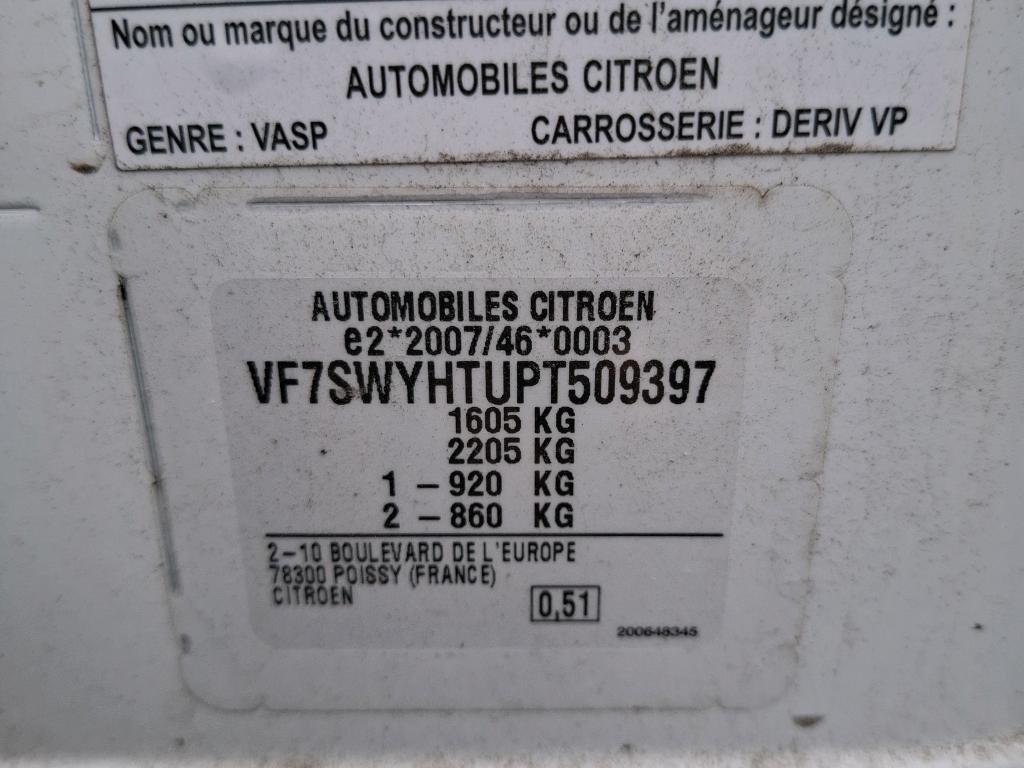 Nom ou marque du constructeur ou de l'aménageur désigné :
AUTOMOBILES CITROEN
GENRE : VASP CARROSSERIE : DERIV VP
AUTOMOBILES CITROEN
e2*2007/46*0003
VF7SWYHTUPT509397
1605 KG
2205 KG
1 - 920 KG
2 - 860 KG
2-10 BOULEVARD DE L'EUROPE
78300 POISSY (FRANCE)
CITROEN
0,51
200648345